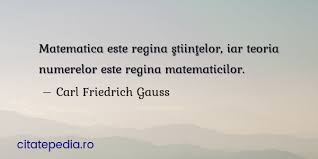 Matematica este regina ştiinţelor, iar teoria
numerelor este regina matematicilor.
— Carl Friedrich Gauss
citatepedia.ro